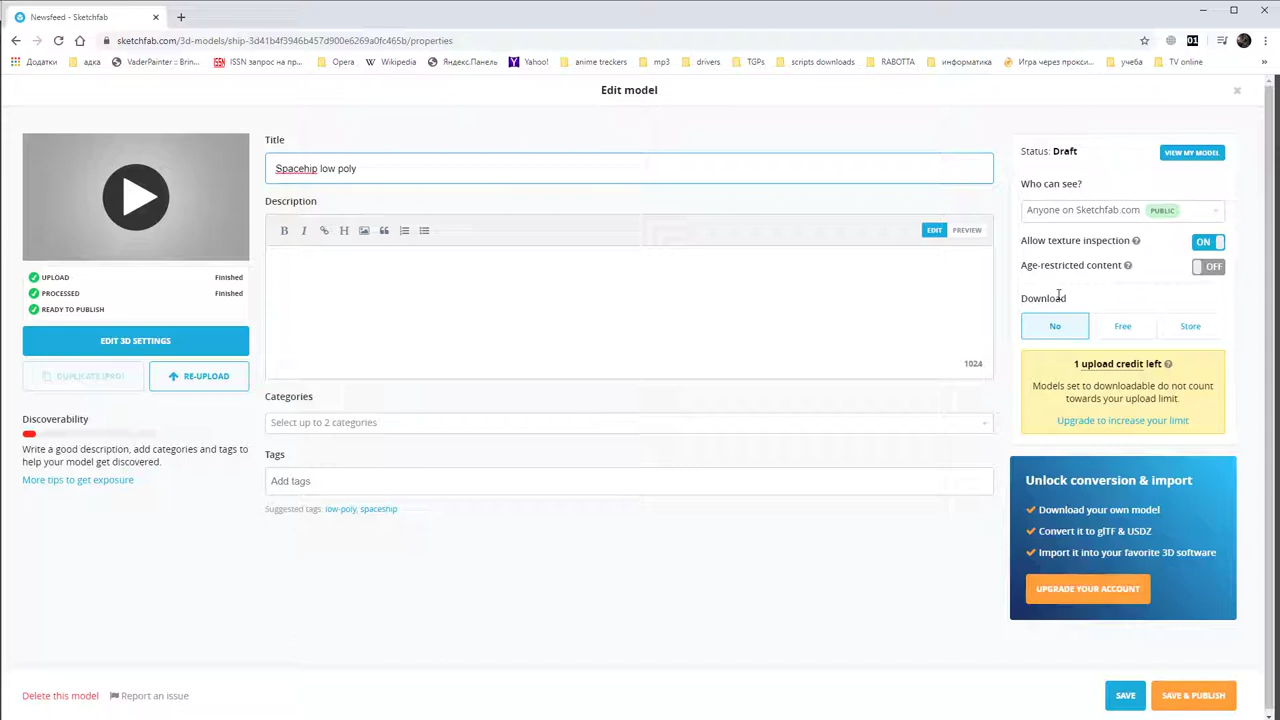 Newsfeed - Sketchfab
sketchfab.com/3d-models/ship-3d41b4f3946b457d900e6269a0fc465b/properties
01
Додатки адка VaderPainter :: Brin... ISSN запрос на пр... Opera Wikipedia Яндекс.Панель Yahoo! anime treckers mp3 drivers TGPs scripts downloads RABOTTA информатика Игра через прокси... учеба TV online
Edit model
Title
Spacehip low poly
Description
B I H EDIT PREVIEW
1024
Categories
Select up to 2 categories
Tags
Add tags
Suggested tags: low-poly, spaceship
UPLOAD Finished
PROCESSED Finished
READY TO PUBLISH
EDIT 3D SETTINGS
DUPLICATE (PRO) RE-UPLOAD
Discoverability
Write a good description, add categories and tags to
help your model get discovered.
More tips to get exposure
Status: Draft VIEW MY MODEL
Who can see?
Anyone on Sketchfab.com PUBLIC
Allow texture inspection ? ON
Age-restricted content ? OFF
Download
No Free Store
1 upload credit left ?
Models set to downloadable do not count
towards your upload limit.
Upgrade to increase your limit
Unlock conversion & import
Download your own model
Convert it to glTF & USDZ
Import it into your favorite 3D software
UPGRADE YOUR ACCOUNT
Delete this model Report an issue
SAVE SAVE & PUBLISH